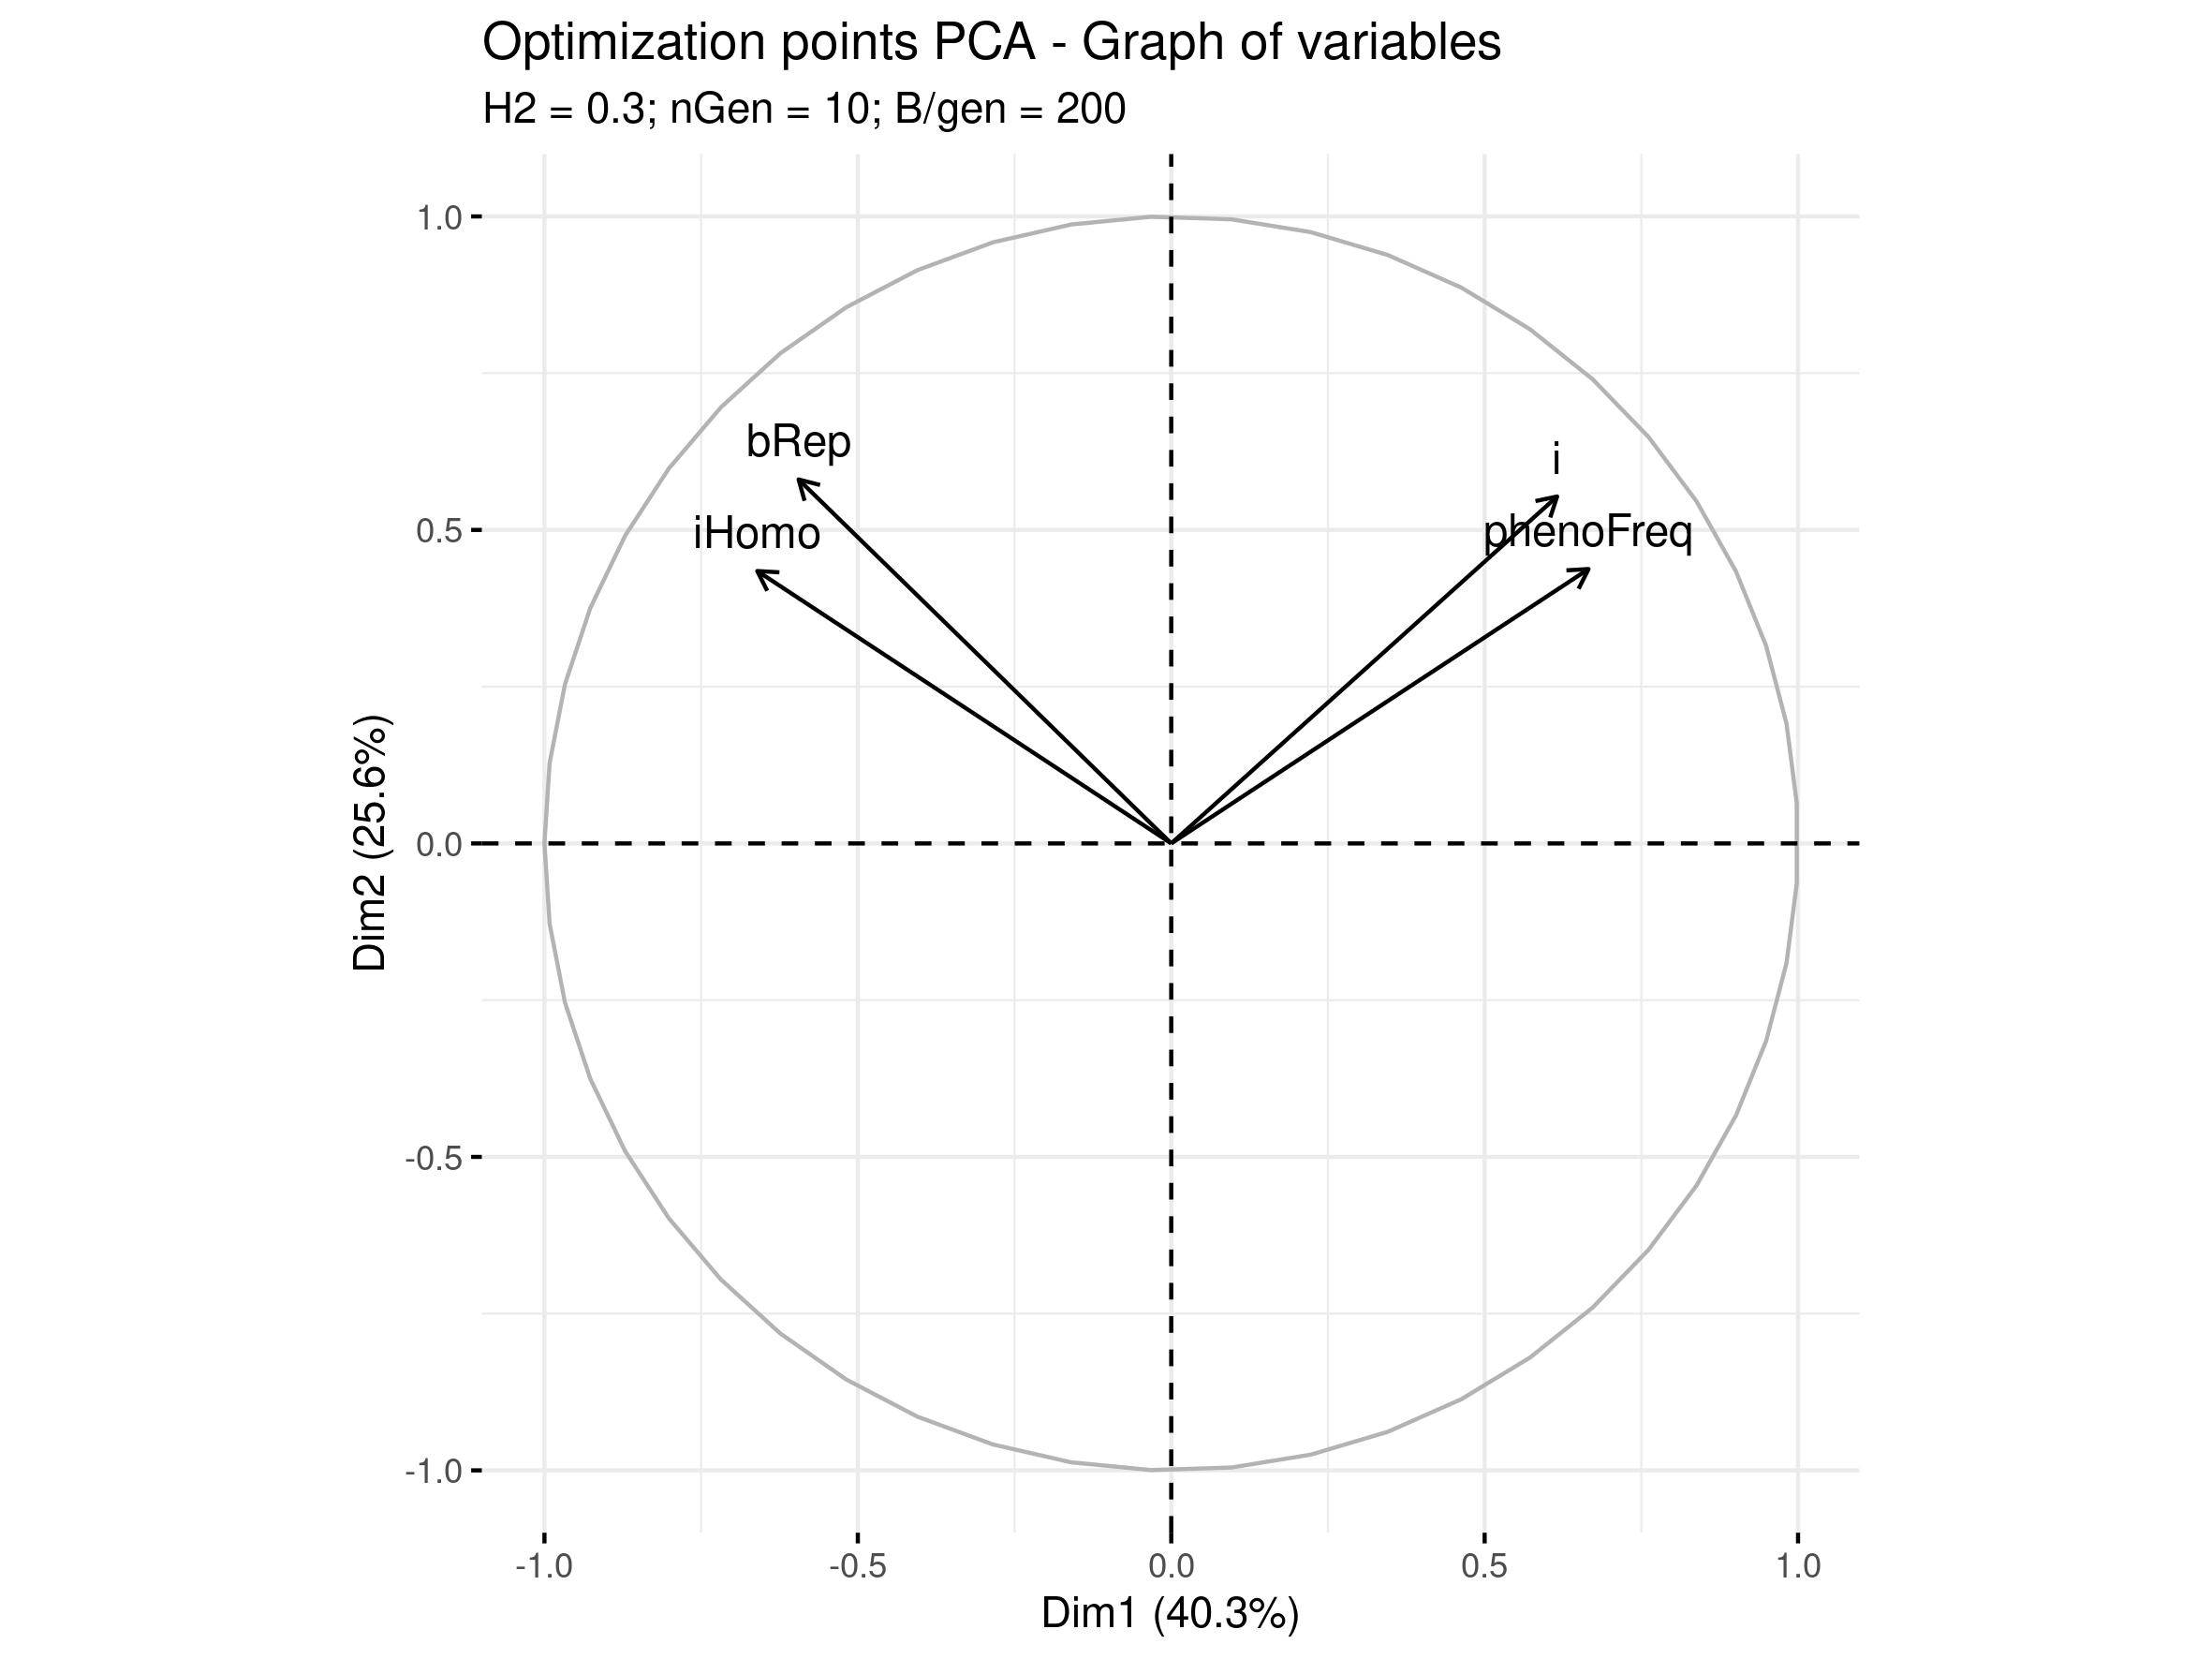 Optimization points PCA - Graph of variables
H2 = 0.3; nGen = 10; B/gen = 200
1.0
0.5
0.0
-0.5
-1.0
Dim2 (25.6%)
bRep
iHomo
i
phenoFreq
-1.0
-0.5
0.0
0.5
1.0
Dim1 (40.3%)